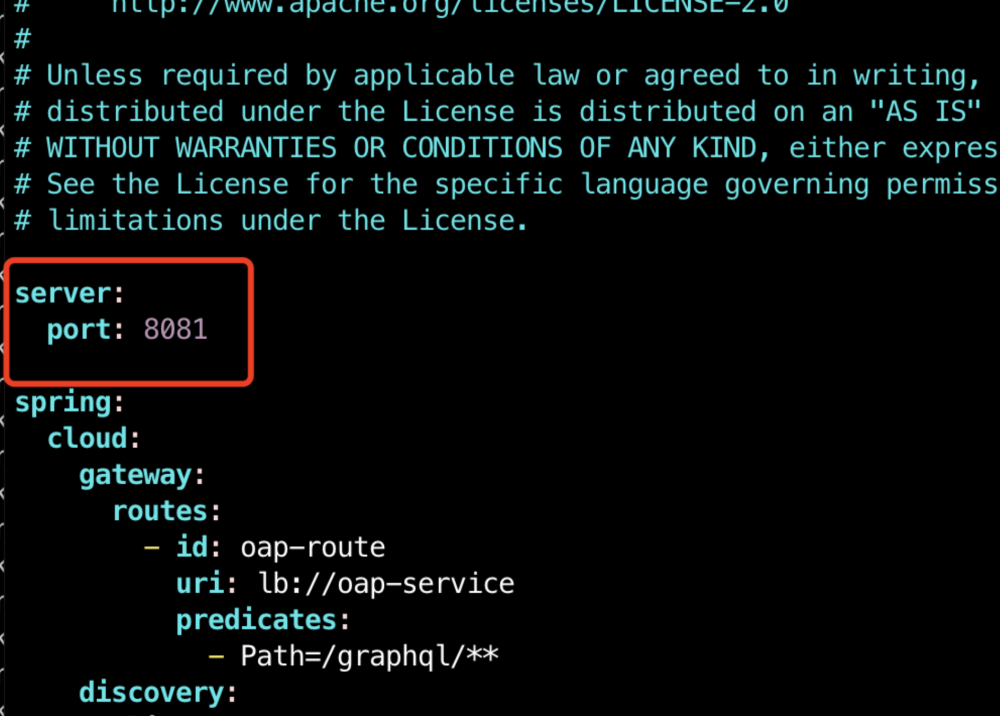 # http://www.apache.org/licenses/LICENSE-2.0
#
# Unless required by applicable law or agreed to in writing,
# distributed under the License is distributed on an "AS IS"
# WITHOUT WARRANTIES OR CONDITIONS OF ANY KIND, either expres
# See the License for the specific language governing permiss
# limitations under the License.
server:
port: 8081
spring:
cloud:
gateway:
routes:
- id: oap-route
uri: lb://oap-service
predicates:
- Path=/graphql/**
discovery: